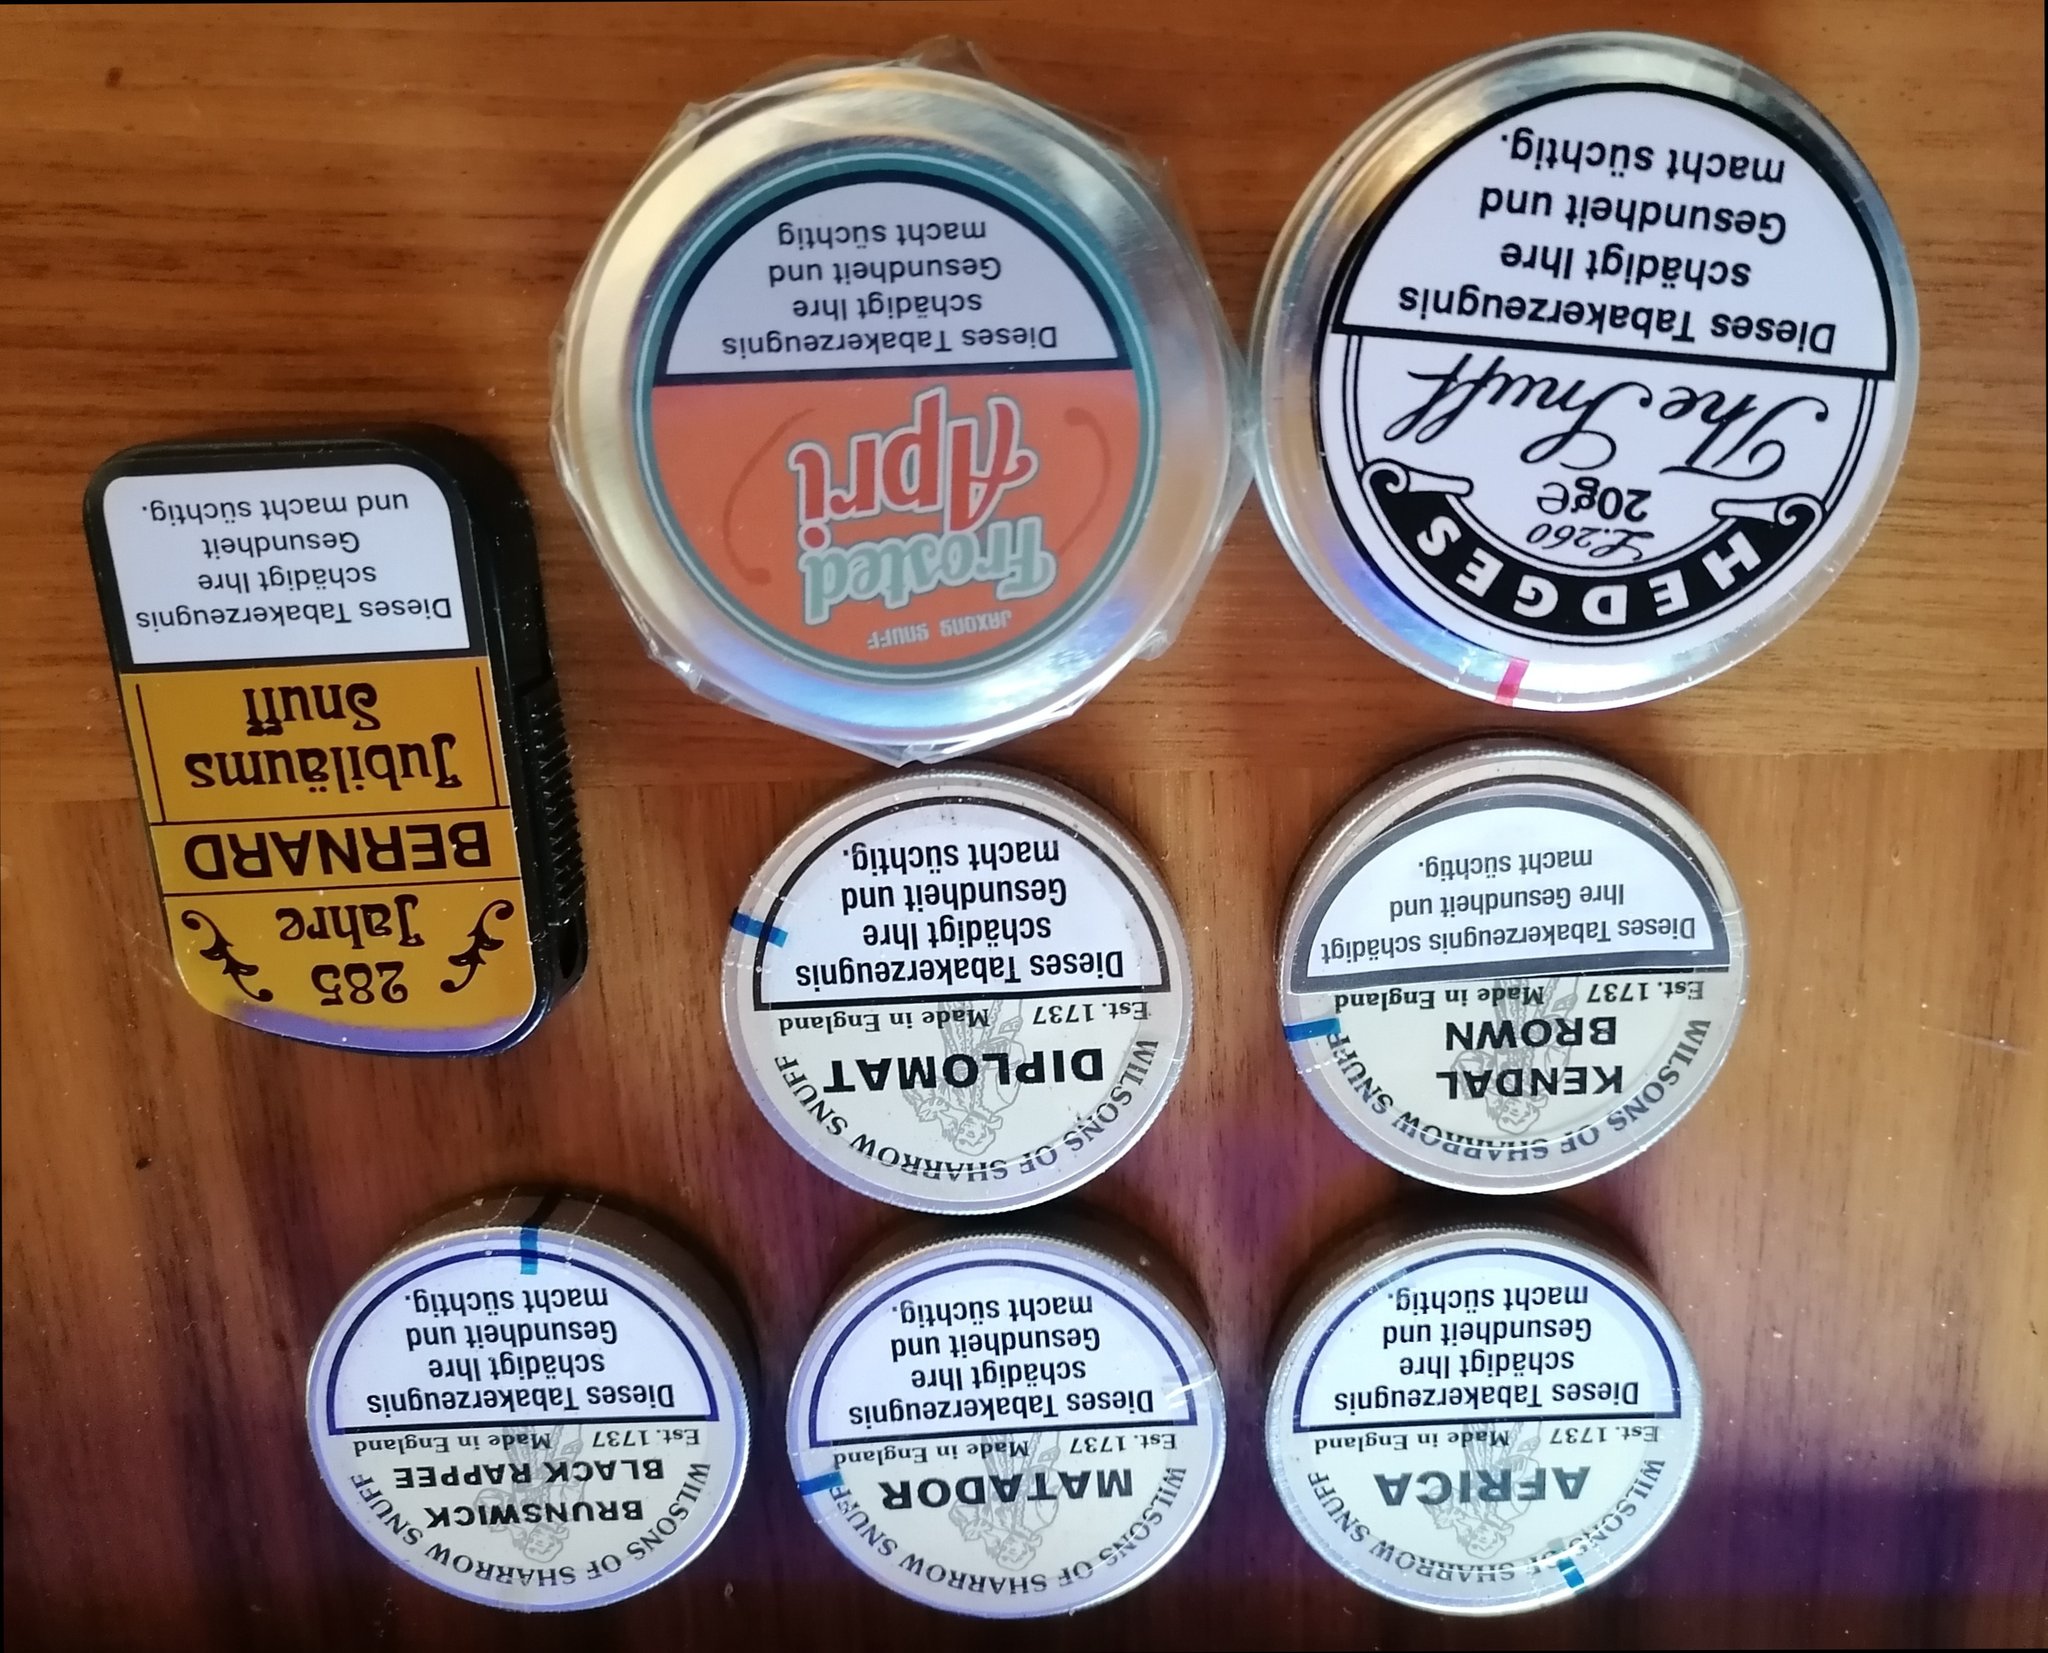 WILSONS OF SHARROW SNUFF
AFRICA
Est. 1737 Made in England
Dieses Tabakerzeugnis
schädigt Ihre
Gesundheit und
macht süchtig.
WILSONS OF SHARROW SNUFF
MATADOR
Est. 1737 Made in England
Dieses Tabakerzeugnis
schädigt Ihre
Gesundheit und
macht süchtig.
WILSONS OF SHARROW SNUFF
BRUNSWICK
BLACK RAPPEE
Est. 1737 Made in England
Dieses Tabakerzeugnis
schädigt Ihre
Gesundheit und
macht süchtig.
WILSONS OF SHARROW SNUFF
KENDAL
BROWN
Est. 1737 Made in England
Dieses Tabakerzeugnis schädigt
Ihre Gesundheit und
macht süchtig.
WILSONS OF SHARROW SNUFF
DIPLOMAT
Est. 1737 Made in England
Dieses Tabakerzeugnis
schädigt Ihre
Gesundheit und
macht süchtig.
285
Jahre
BERNARD
Jubiläums
Snuff
Dieses Tabakerzeugnis
schädigt Ihre
Gesundheit
und macht süchtig.
HEDGES
L.260
20g℮
The Snuff
Dieses Tabakerzeugnis
schädigt Ihre
Gesundheit und
macht süchtig.
JAXONS SNUFF
Frosted
Apri
Dieses Tabakerzeugnis
schädigt Ihre
Gesundheit und
macht süchtig